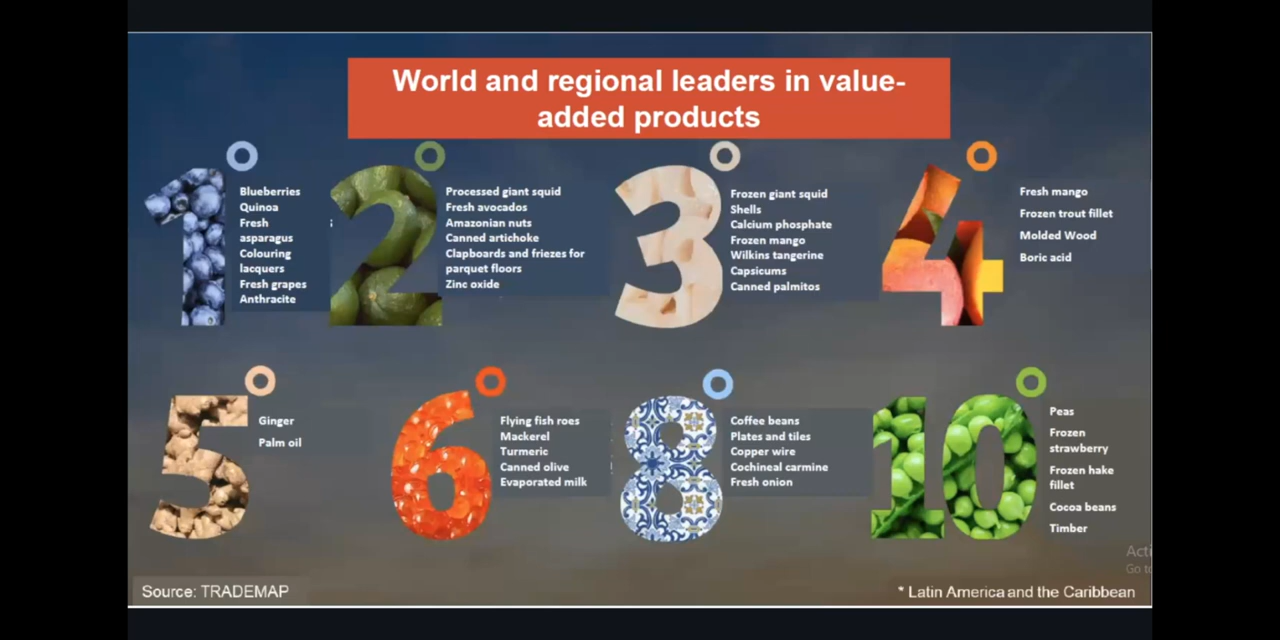 World and regional leaders in value-
added products
1°
Blueberries
Quinoa
Fresh
asparagus
Colouring
lacquers
Fresh grapes
Anthracite
2°
Processed giant squid
Fresh avocados
Amazonian nuts
Canned artichoke
Clapboards and friezes for
parquet floors
Zinc oxide
3°
Frozen giant squid
Shells
Calcium phosphate
Frozen mango
Wilkins tangerine
Capsicums
Canned palmitos
4°
Fresh mango
Frozen trout fillet
Molded Wood
Boric acid
5°
Ginger
Palm oil
6°
Flying fish roes
Mackerel
Turmeric
Canned olive
Evaporated milk
8°
Coffee beans
Plates and tiles
Copper wire
Cochineal carmine
Fresh onion
10°
Peas
Frozen
strawberry
Frozen hake
fillet
Cocoa beans
Timber
Source: TRADEMAP
* Latin America and the Caribbean